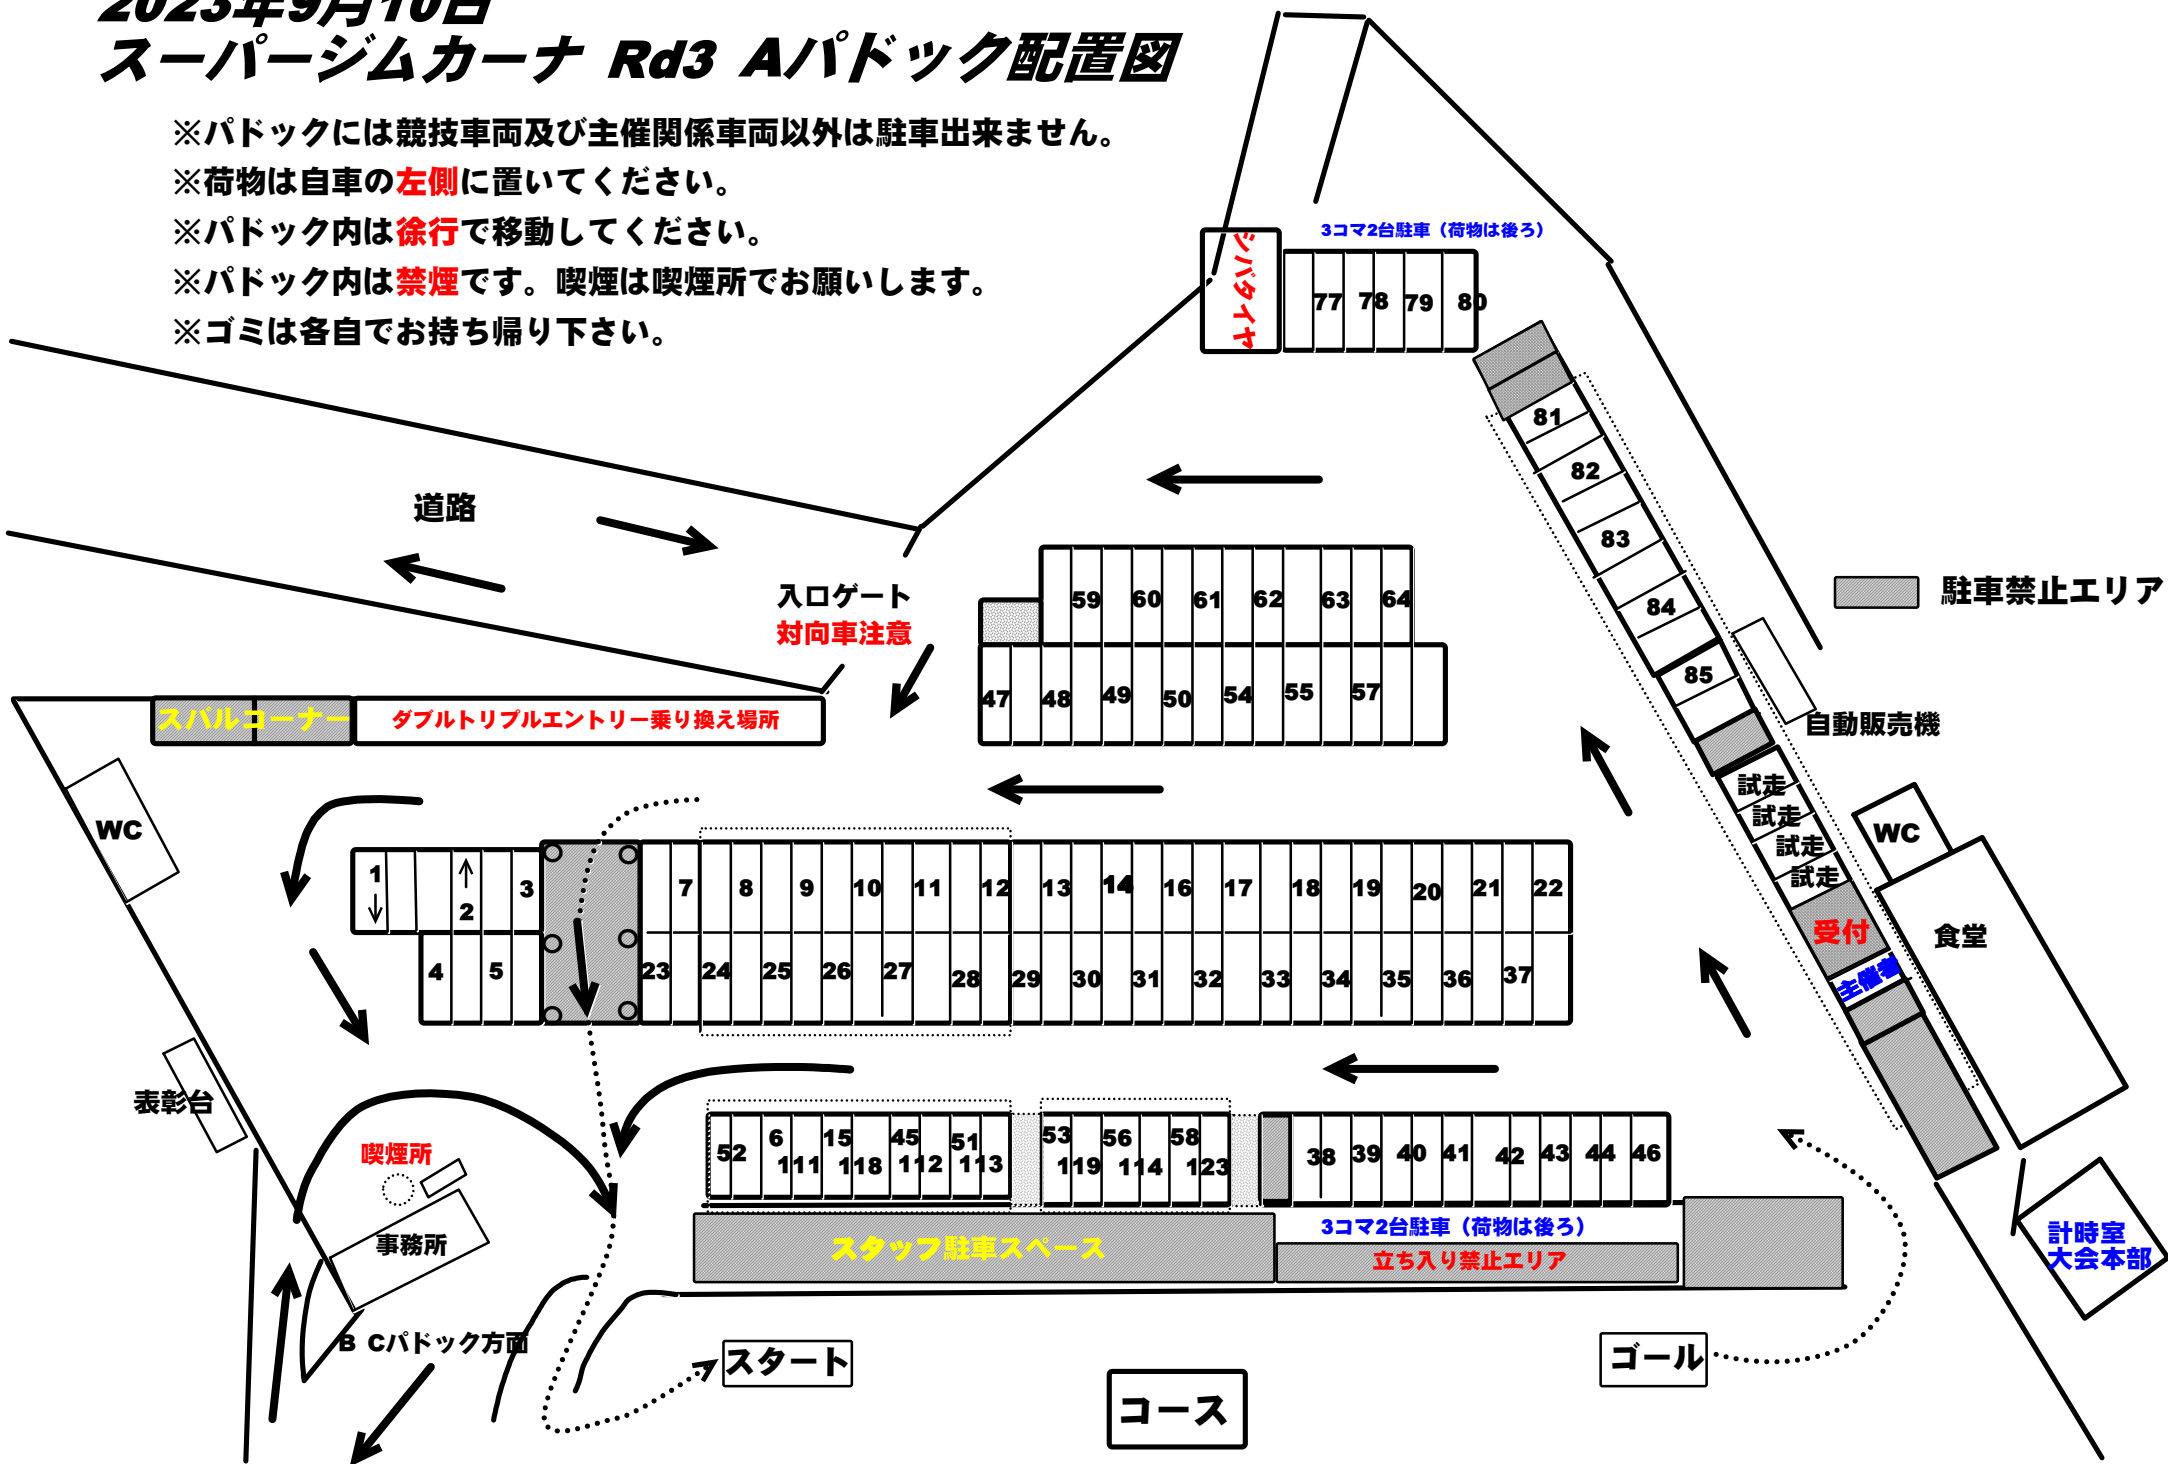 2023年9月10日
スーパージムカーナ Rd3 Aパドック配置図
※パドックには競技車両及び主催関係車両以外は駐車出来ません。
※荷物は自車の左側に置いてください。
※パドック内は徐行で移動してください。
※パドック内は禁煙です。喫煙は喫煙所でお願いします。
※ゴミは各自でお持ち帰り下さい。
3コマ2台駐車（荷物は後ろ）
シバタイヤ
77 78 79 80
81
82
83
84
85
道路
入口ゲート
対向車注意
駐車禁止エリア
59 60 61 62 63 64
47 48 49 50 54 55 57
スバルコーナー
ダブルトリプルエントリー乗り換え場所
自動販売機
試走
試走
試走
試走
WC
WC
受付
食堂
主催者
1 2 3 7 8 9 10 11 12 13 14 16 17 18 19 20 21 22
4 5 23 24 25 26 27 28 29 30 31 32 33 34 35 36 37
表彰台
52 6 15 45 51 53 56 58 38 39 40 41 42 43 44 46
111 118 112 113 119 114 123
喫煙所
事務所
スタッフ駐車スペース
3コマ2台駐車（荷物は後ろ）
立ち入り禁止エリア
計時室
大会本部
B Cパドック方面
スタート
ゴール
コース